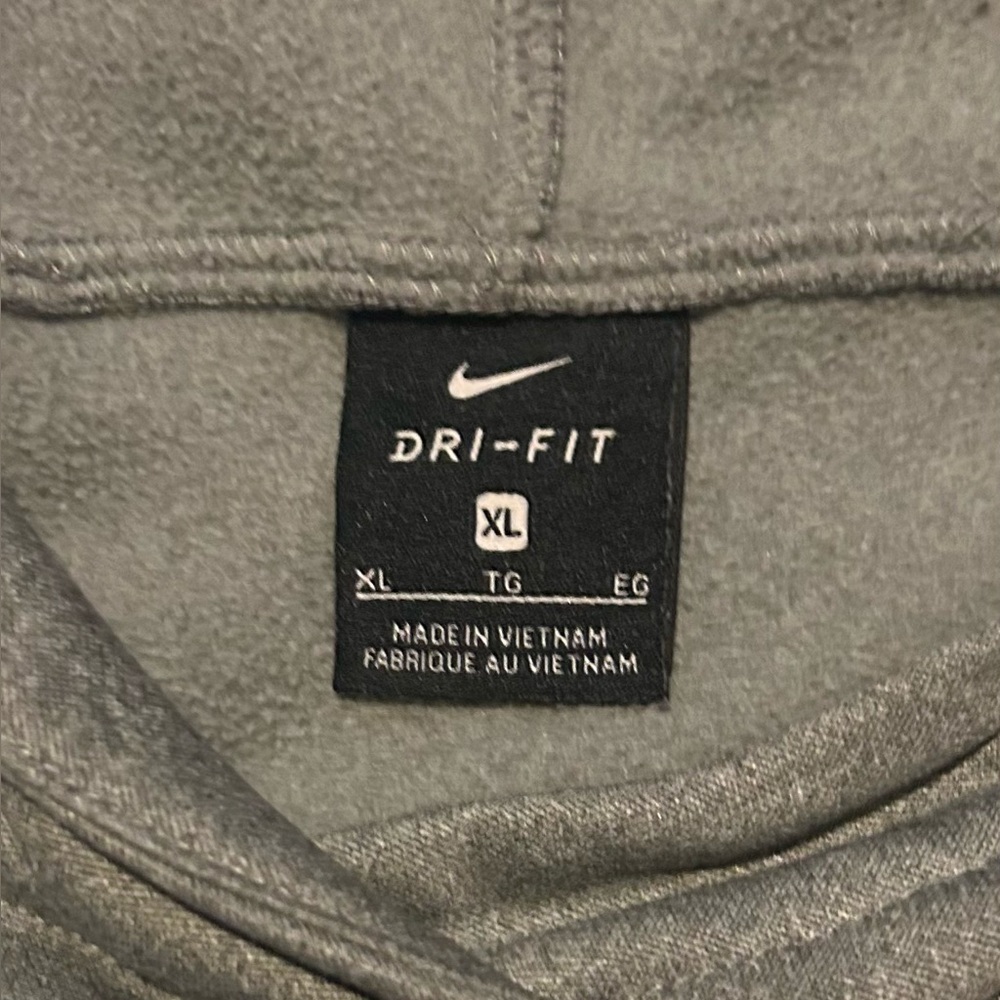 DRI-FIT
XL
XL TG EG
MADE IN VIETNAM
FABRIQUE AU VIETNAM